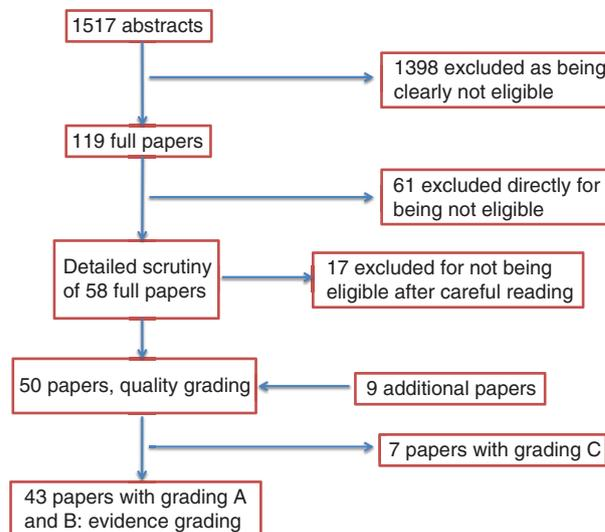 1517 abstracts
1398 excluded as being
clearly not eligible
119 full papers
61 excluded directly for
being not eligible
Detailed scrutiny
of 58 full papers
17 excluded for not being
eligible after careful reading
50 papers, quality grading
9 additional papers
7 papers with grading C
43 papers with grading A
and B: evidence grading